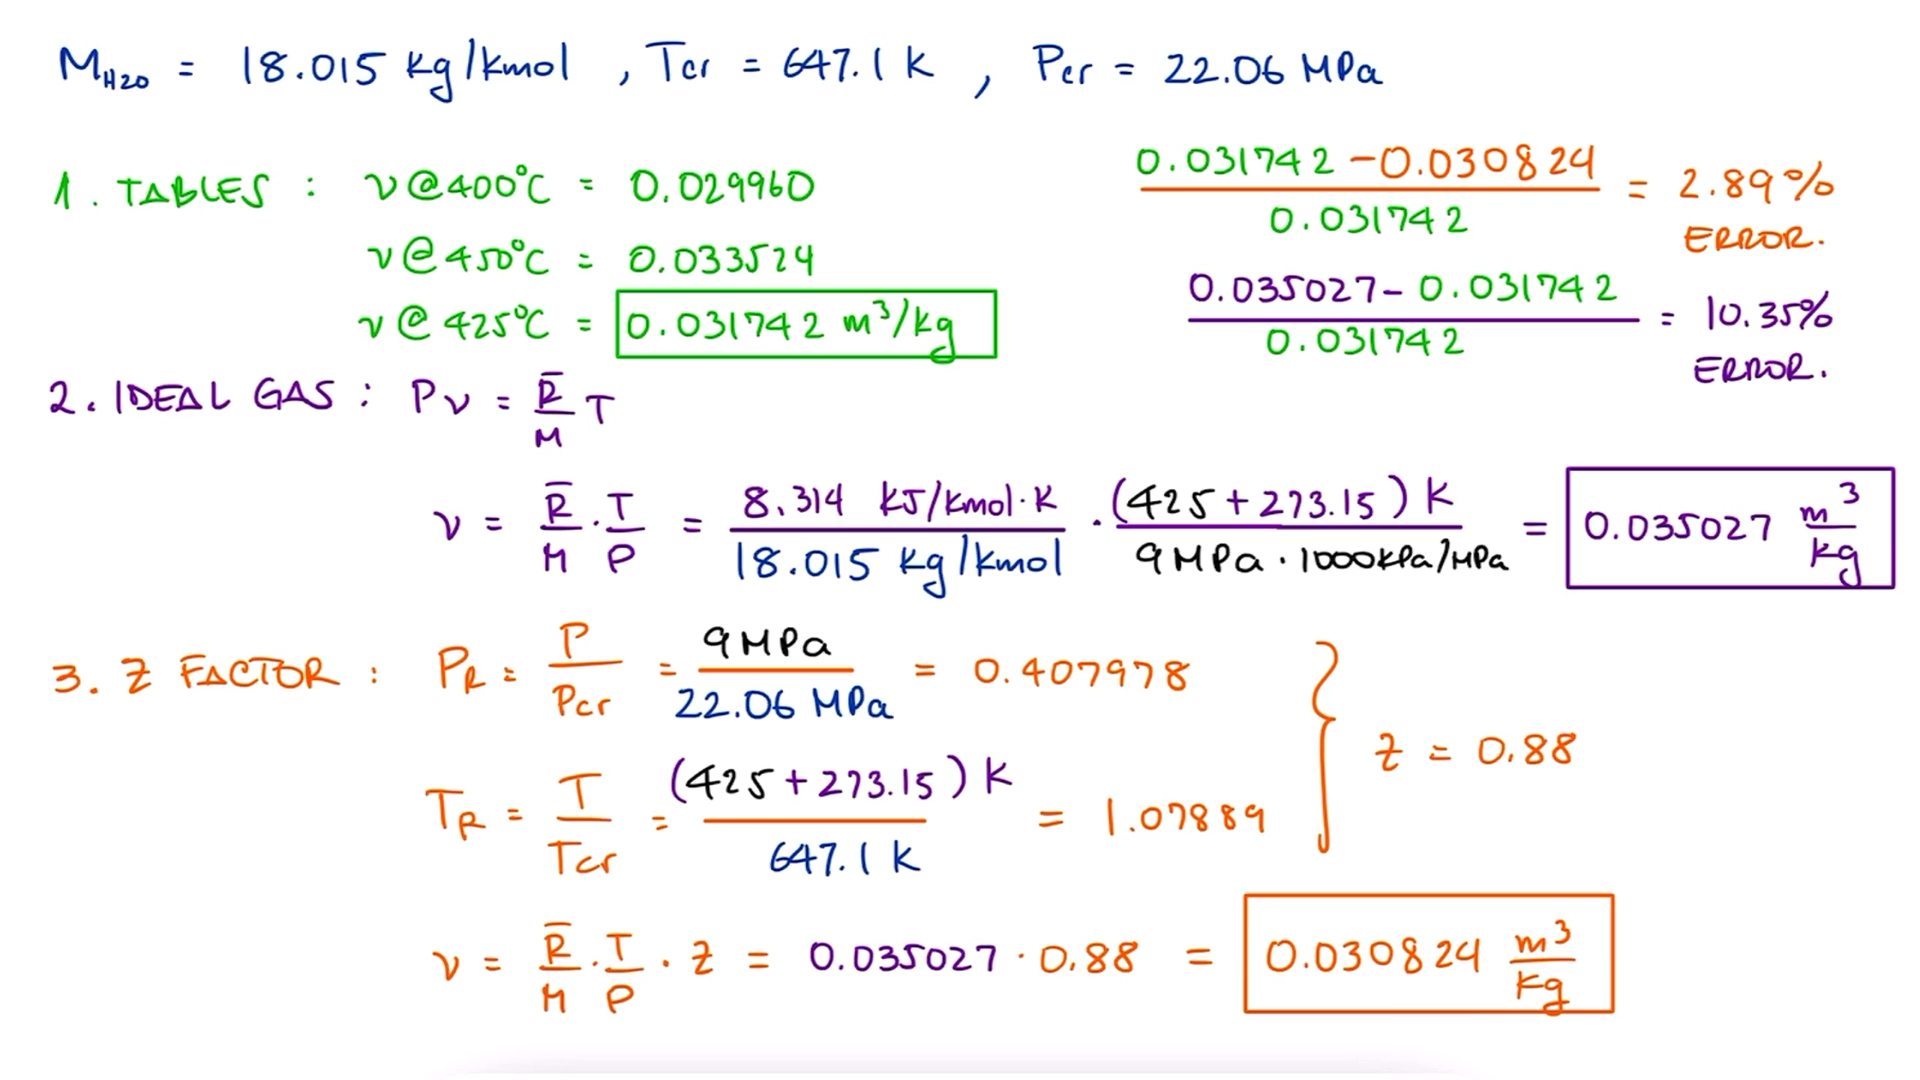 M_H20 = 18.015 kg/kmol , Tcr = 647.1 K , Pcr = 22.06 MPa
1. TABLES : ν@400°C = 0.029960
ν@450°C = 0.033524
ν@425°C = 0.031742 m³/kg
0.031742 - 0.030824 / 0.031742 = 2.89% ERROR.
0.035027 - 0.031742 / 0.031742 = 10.35% ERROR.
2. IDEAL GAS : Pν = R̄/M T
ν = R̄/M · T/P = 8.314 kJ/kmol·K / 18.015 kg/kmol · (425 + 273.15) K / 9 MPa · 1000kPa/MPa = 0.035027 m³/kg
3. Z FACTOR : P_R = P/Pcr = 9 MPa / 22.06 MPa = 0.407978
T_R = T/Tcr = (425 + 273.15) K / 647.1 K = 1.07889
} Z = 0.88
ν = R̄/M · T/P · Z = 0.035027 · 0.88 = 0.030824 m³/kg